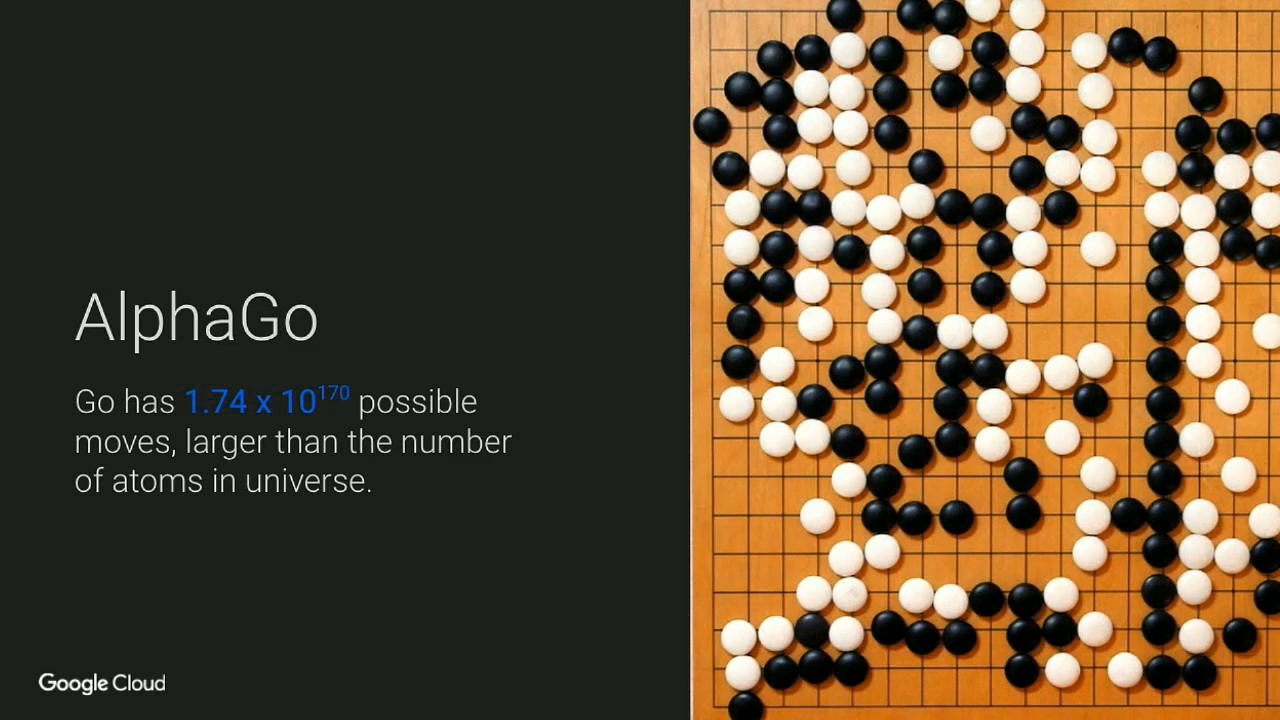 AlphaGo
Go has 1.74 x 10¹⁷⁰ possible
moves, larger than the number
of atoms in universe.
Google Cloud